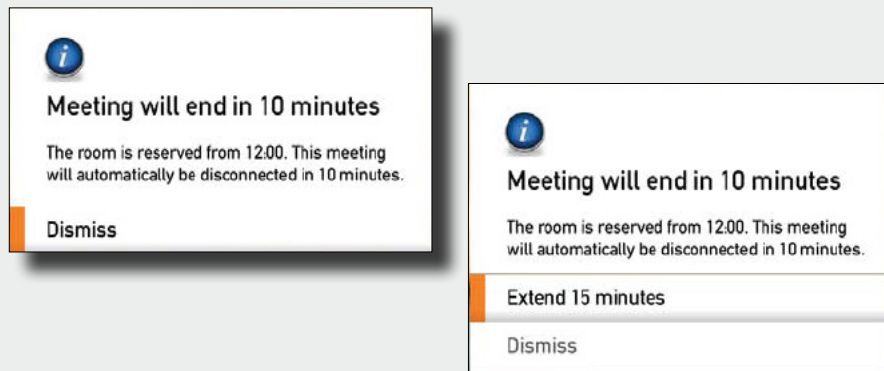 i
Meeting will end in 10 minutes
The room is reserved from 12:00. This meeting
will automatically be disconnected in 10 minutes.
Dismiss
i
Meeting will end in 10 minutes
The room is reserved from 12:00. This meeting
will automatically be disconnected in 10 minutes.
Extend 15 minutes
Dismiss